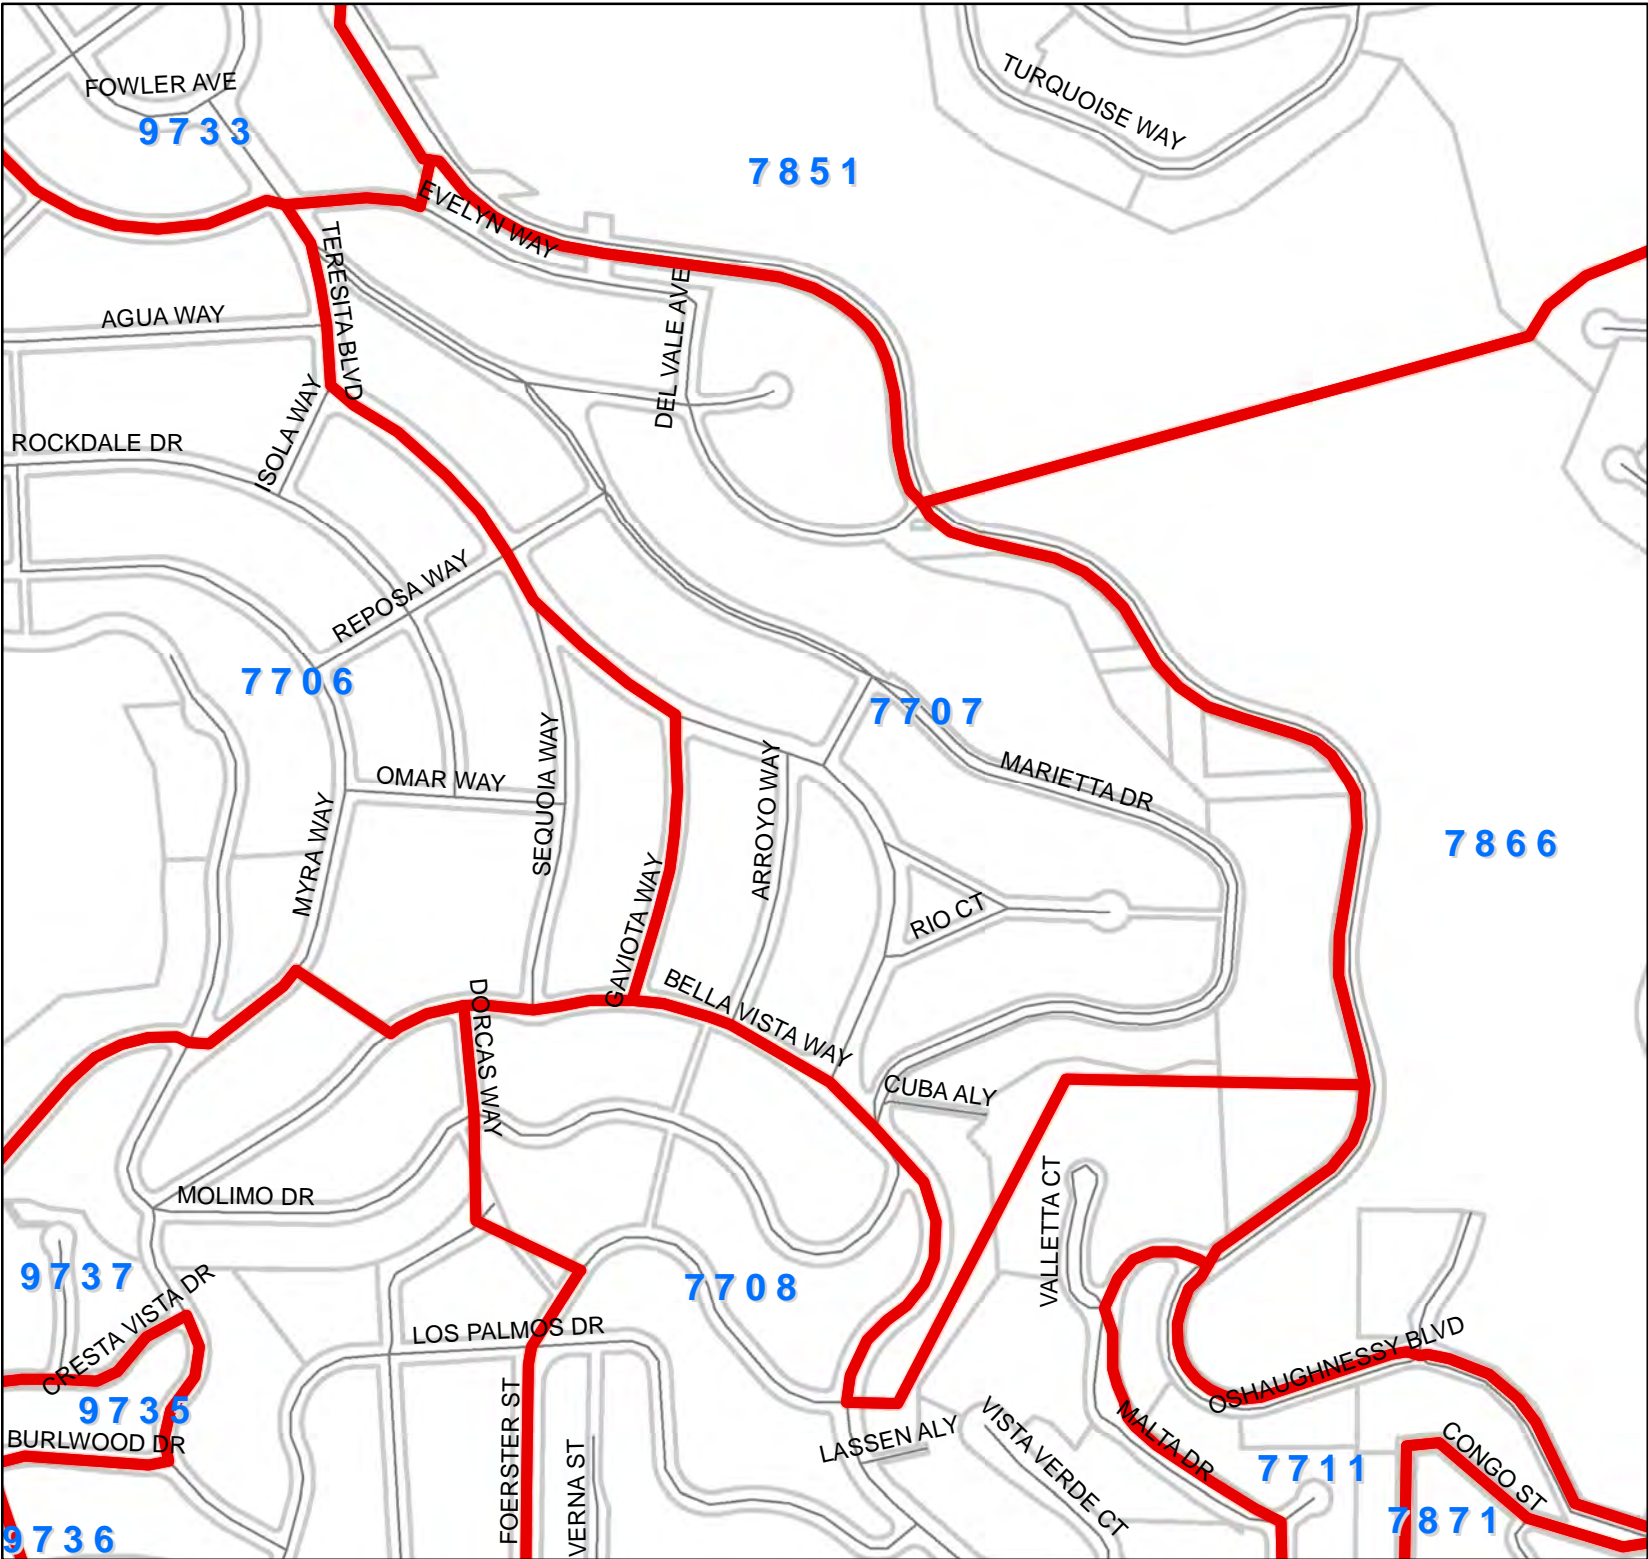 TURQUOISE WAY
FOWLER AVE
9733
7851
EVELYN WAY
TERESITA BLVD
DEL VALE AVE
AGUA WAY
ISOLA WAY
ROCKDALE DR
REPOSA WAY
7706
7707
MARIETTA DR
OMAR WAY
SEQUOIA WAY
ARROYO WAY
MYRA WAY
7866
GAVIOTA WAY
RIO CT
DORCAS WAY
BELLA VISTA WAY
CUBA ALY
MOLIMO DR
VALLETTA CT
9737
7708
CRESTA VISTA DR
LOS PALMOS DR
OSHAUGHNESSY BLVD
9735
BURLWOOD DR
FOERSTER ST
VERNA ST
LASSEN ALY
VISTA VERDE CT
MALTA DR
7711
CONGO ST
7871
9736